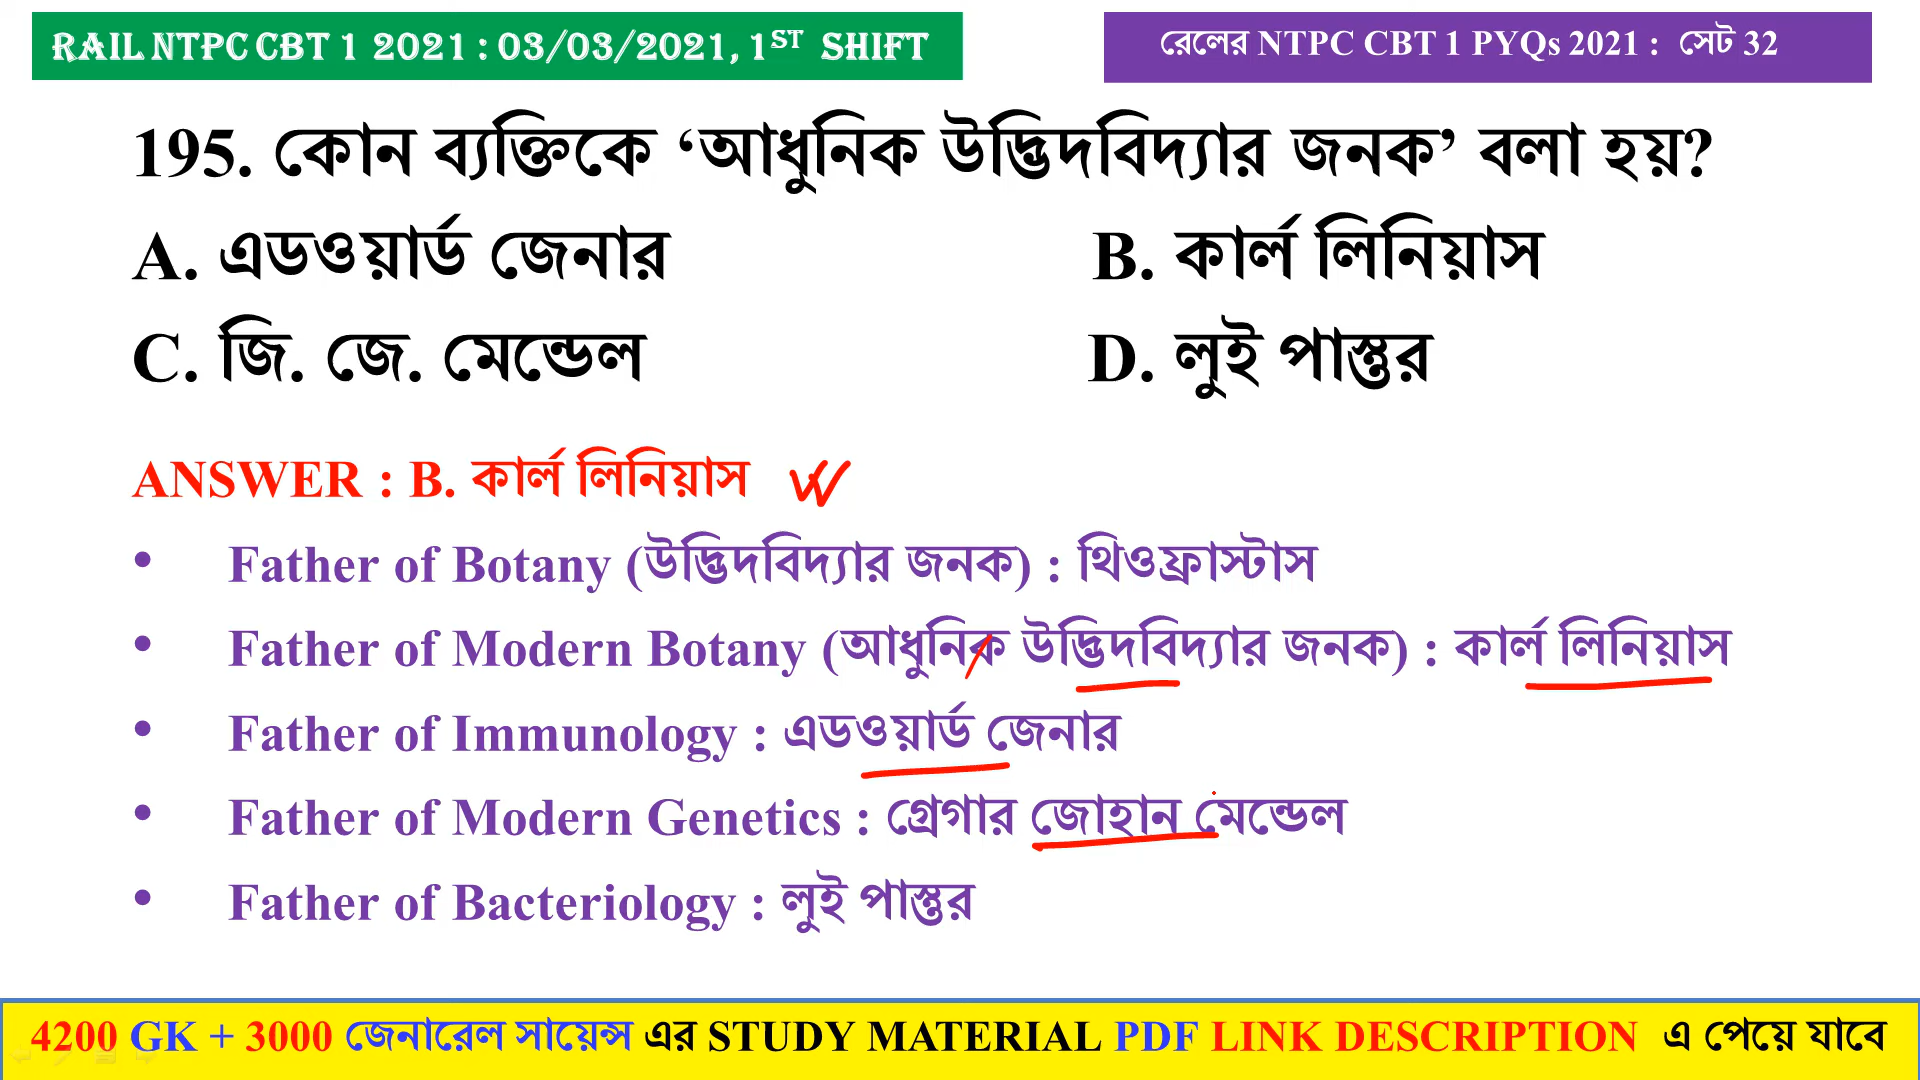 RAIL NTPC CBT 1 2021 : 03/03/2021, 1ST SHIFT
রেলের NTPC CBT 1 PYQs 2021 : সেট 32
195. কোন ব্যক্তিকে ‘আধুনিক উদ্ভিদবিদ্যার জনক’ বলা হয়?
A. এডওয়ার্ড জেনার B. কার্ল লিনিয়াস
C. জি. জে. মেন্ডেল D. লুই পাস্তুর
ANSWER : B. কার্ল লিনিয়াস
• Father of Botany (উদ্ভিদবিদ্যার জনক) : থিওফ্রাস্টাস
• Father of Modern Botany (আধুনিক উদ্ভিদবিদ্যার জনক) : কার্ল লিনিয়াস
• Father of Immunology : এডওয়ার্ড জেনার
• Father of Modern Genetics : গ্রেগার জোহান মেন্ডেল
• Father of Bacteriology : লুই পাস্তুর
4200 GK + 3000 জেনারেল সায়েন্স এর STUDY MATERIAL PDF LINK DESCRIPTION এ পেয়ে যাবে